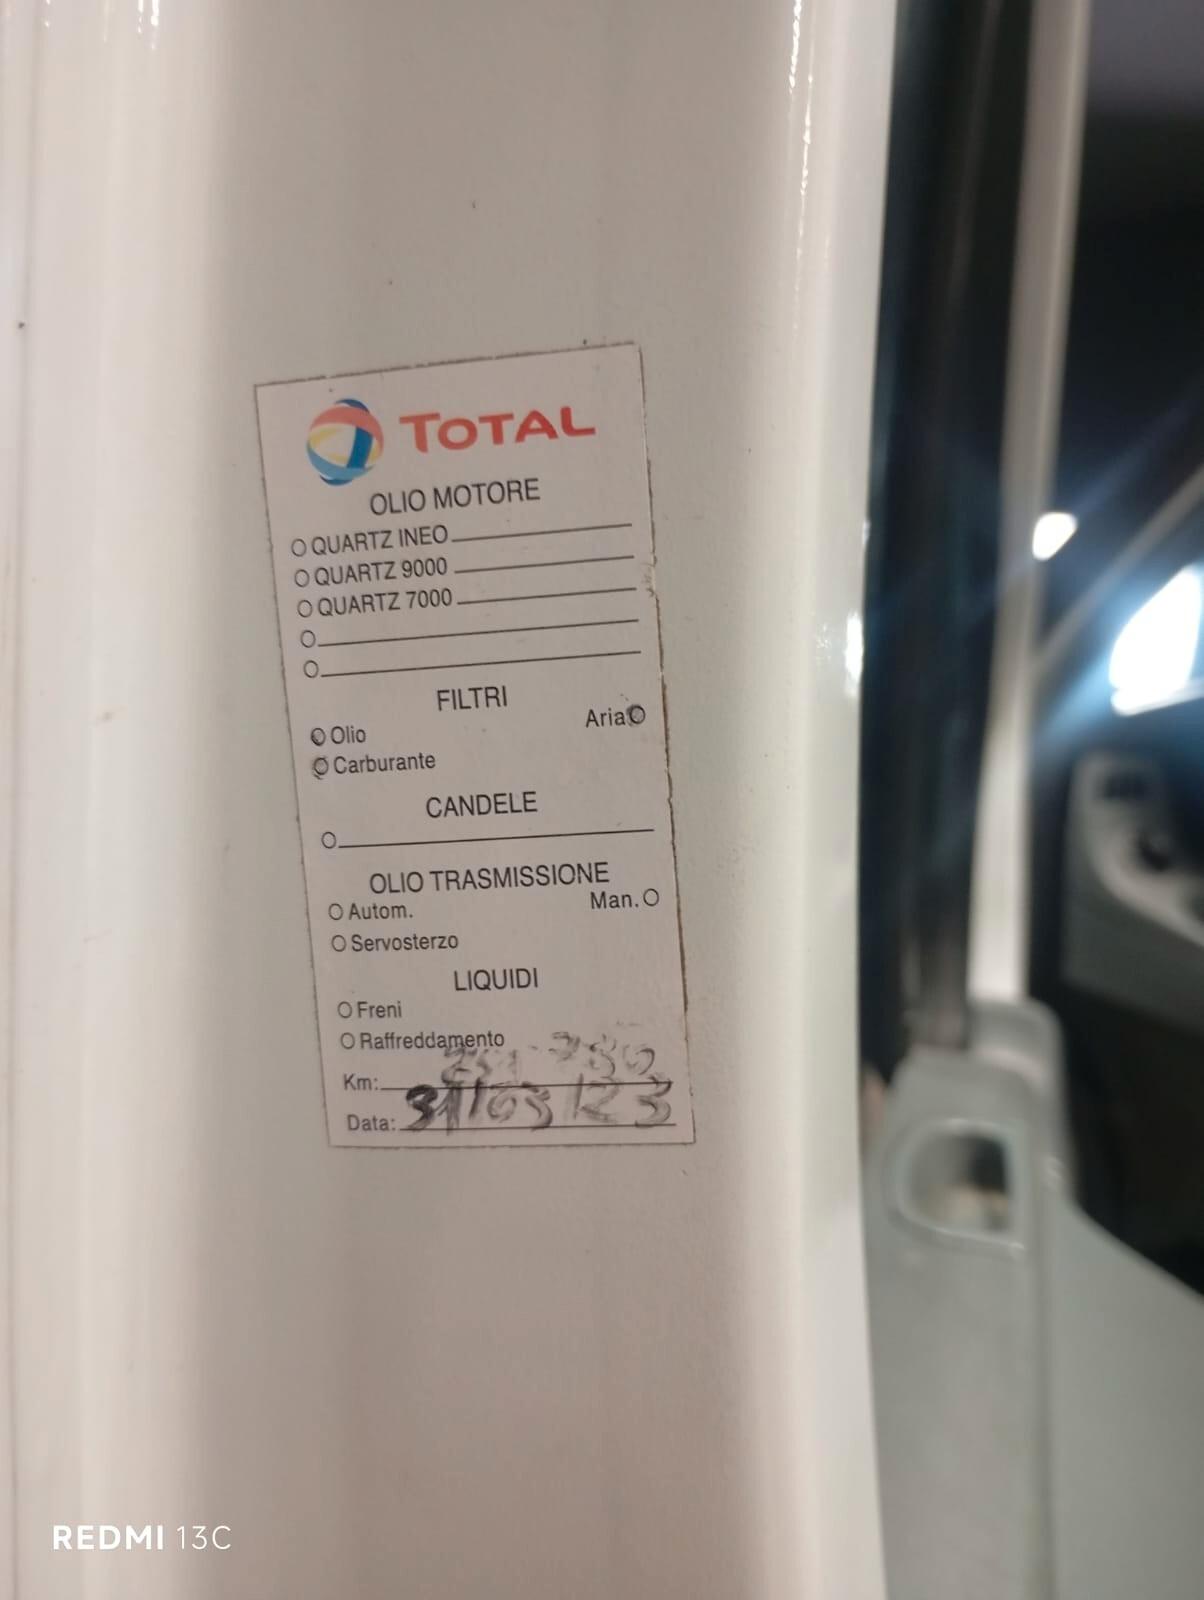 TOTAL
OLIO MOTORE
QUARTZ INEO
QUARTZ 9000
QUARTZ 7000
FILTRI
Olio Aria
Carburante
CANDELE
OLIO TRASMISSIONE
Autom. Man.
Servosterzo
LIQUIDI
Freni
Raffreddamento
Km:
Data: 31/03/23
REDMI 13C